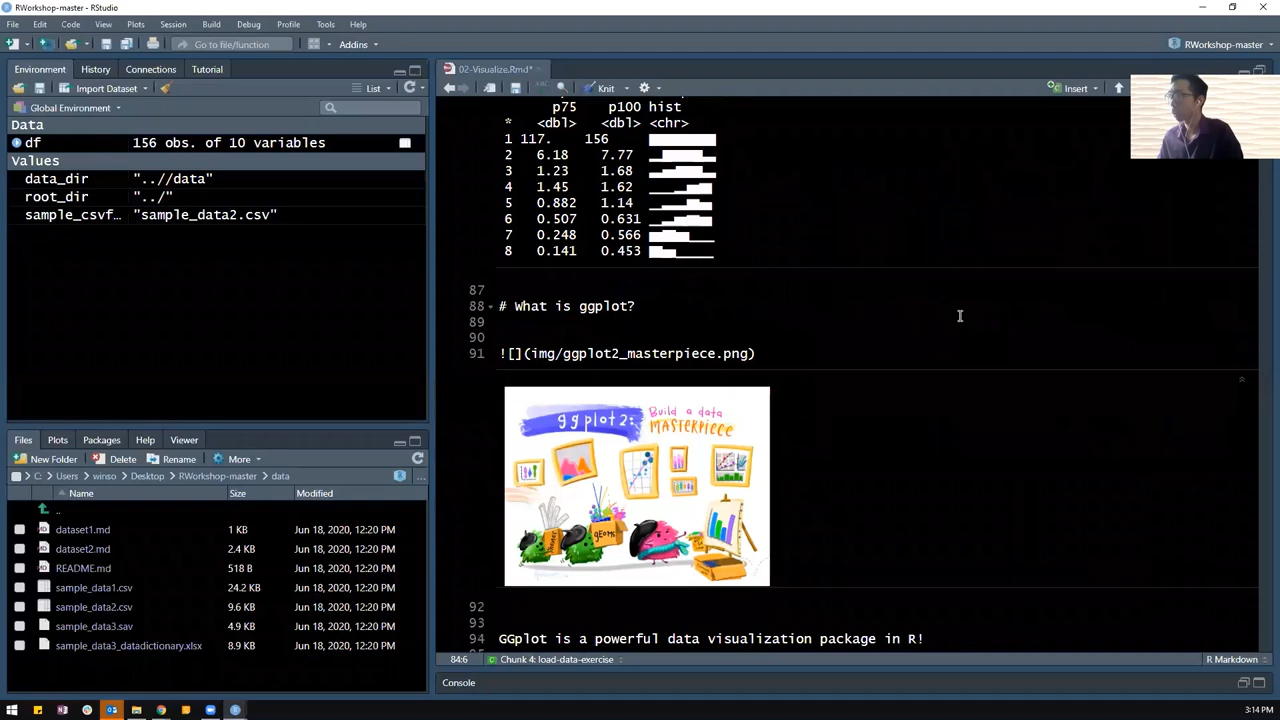 RWorkshop-master - RStudio
File Edit Code View Plots Session Build Debug Profile Tools Help
Go to file/function Addins RWorkshop-master
Environment History Connections Tutorial
Import Dataset List
Global Environment
Data
df 156 obs. of 10 variables
Values
data_dir "..//data"
root_dir "../"
sample_csvf… "sample_data2.csv"
Files Plots Packages Help Viewer
New Folder Delete Rename More
C: Users winso Desktop RWorkshop-master data ...
Name Size Modified
..
dataset1.md 1 KB Jun 18, 2020, 12:20 PM
dataset2.md 2.4 KB Jun 18, 2020, 12:20 PM
README.md 518 B Jun 18, 2020, 12:20 PM
sample_data1.csv 24.2 KB Jun 18, 2020, 12:20 PM
sample_data2.csv 9.6 KB Jun 18, 2020, 12:20 PM
sample_data3.sav 4.9 KB Jun 18, 2020, 12:20 PM
sample_data3_datadictionary.xlsx 8.9 KB Jun 18, 2020, 12:20 PM
02-Visualize.Rmd*
Knit Insert
p75 p100 hist
* <dbl> <dbl> <chr>
1 117. 156
2 6.18 7.77
3 1.23 1.68
4 1.45 1.62
5 0.882 1.14
6 0.507 0.631
7 0.248 0.566
8 0.141 0.453
87
88 # What is ggplot?
89
90
91 ![](img/ggplot2_masterpiece.png)
ggplot2: Build a data
MASTERPIECE
geoms
92
93
94 GGplot is a powerful data visualization package in R!
84:6 Chunk 4: load-data-exercise R Markdown
Console
3:14 PM